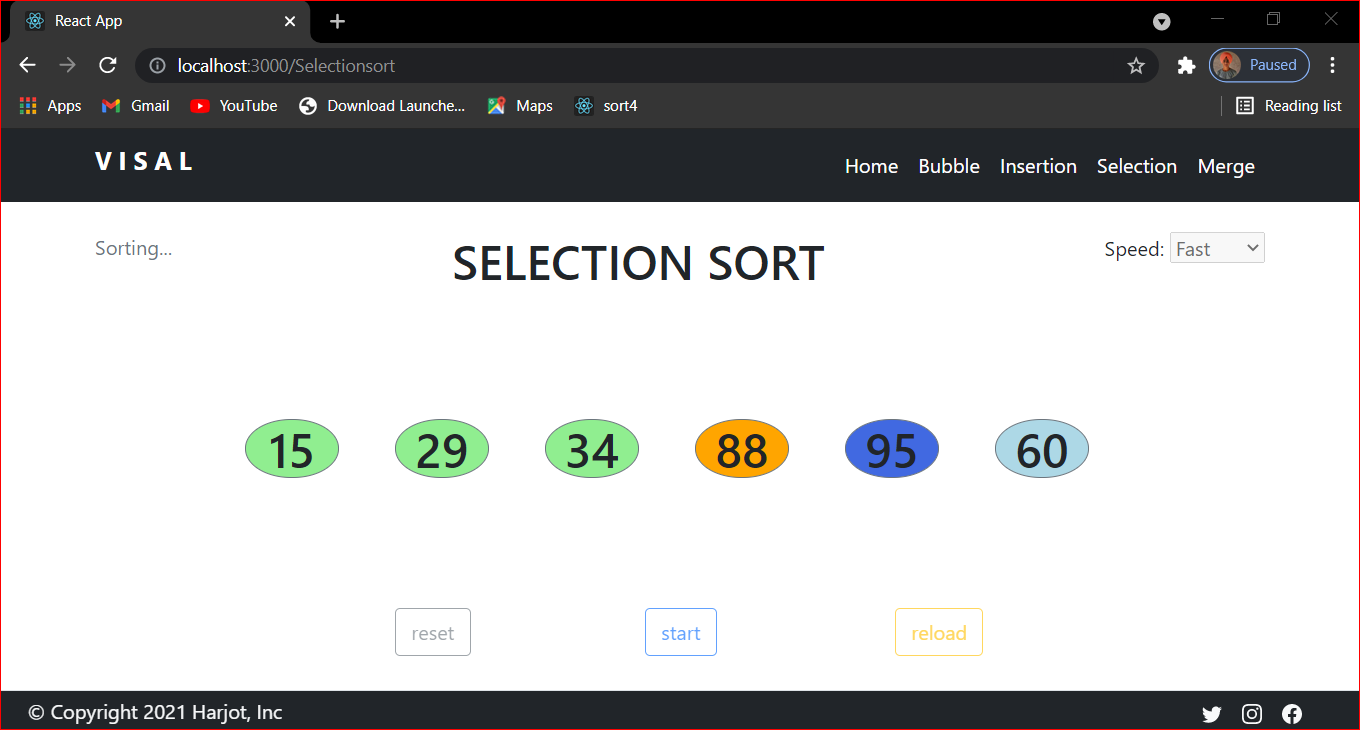 React App
localhost:3000/Selectionsort
Paused
Apps Gmail YouTube Download Launche... Maps sort4 Reading list
VISAL
Home Bubble Insertion Selection Merge
Sorting...
SELECTION SORT
Speed: Fast
15 29 34 88 95 60
reset start reload
© Copyright 2021 Harjot, Inc